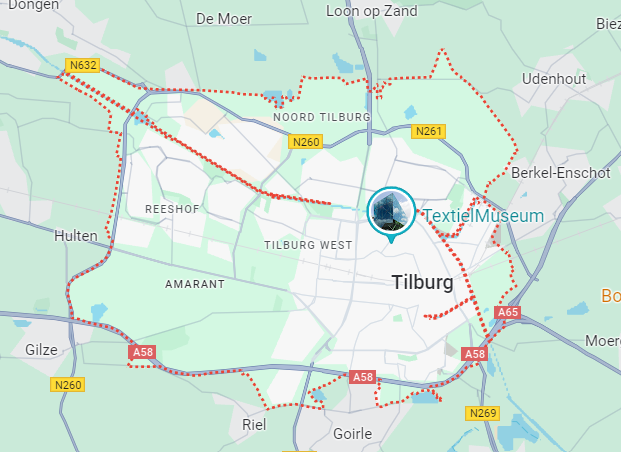 Dongen
De Moer
Loon op Zand
N632
Udenhout
NOORD TILBURG
N261
N260
Berkel-Enschot
REESHOF
TextielMuseum
Hulten
TILBURG WEST
AMARANT
Tilburg
A65
Gilze
A58
A58
A58
N260
N269
Riel
Goirle